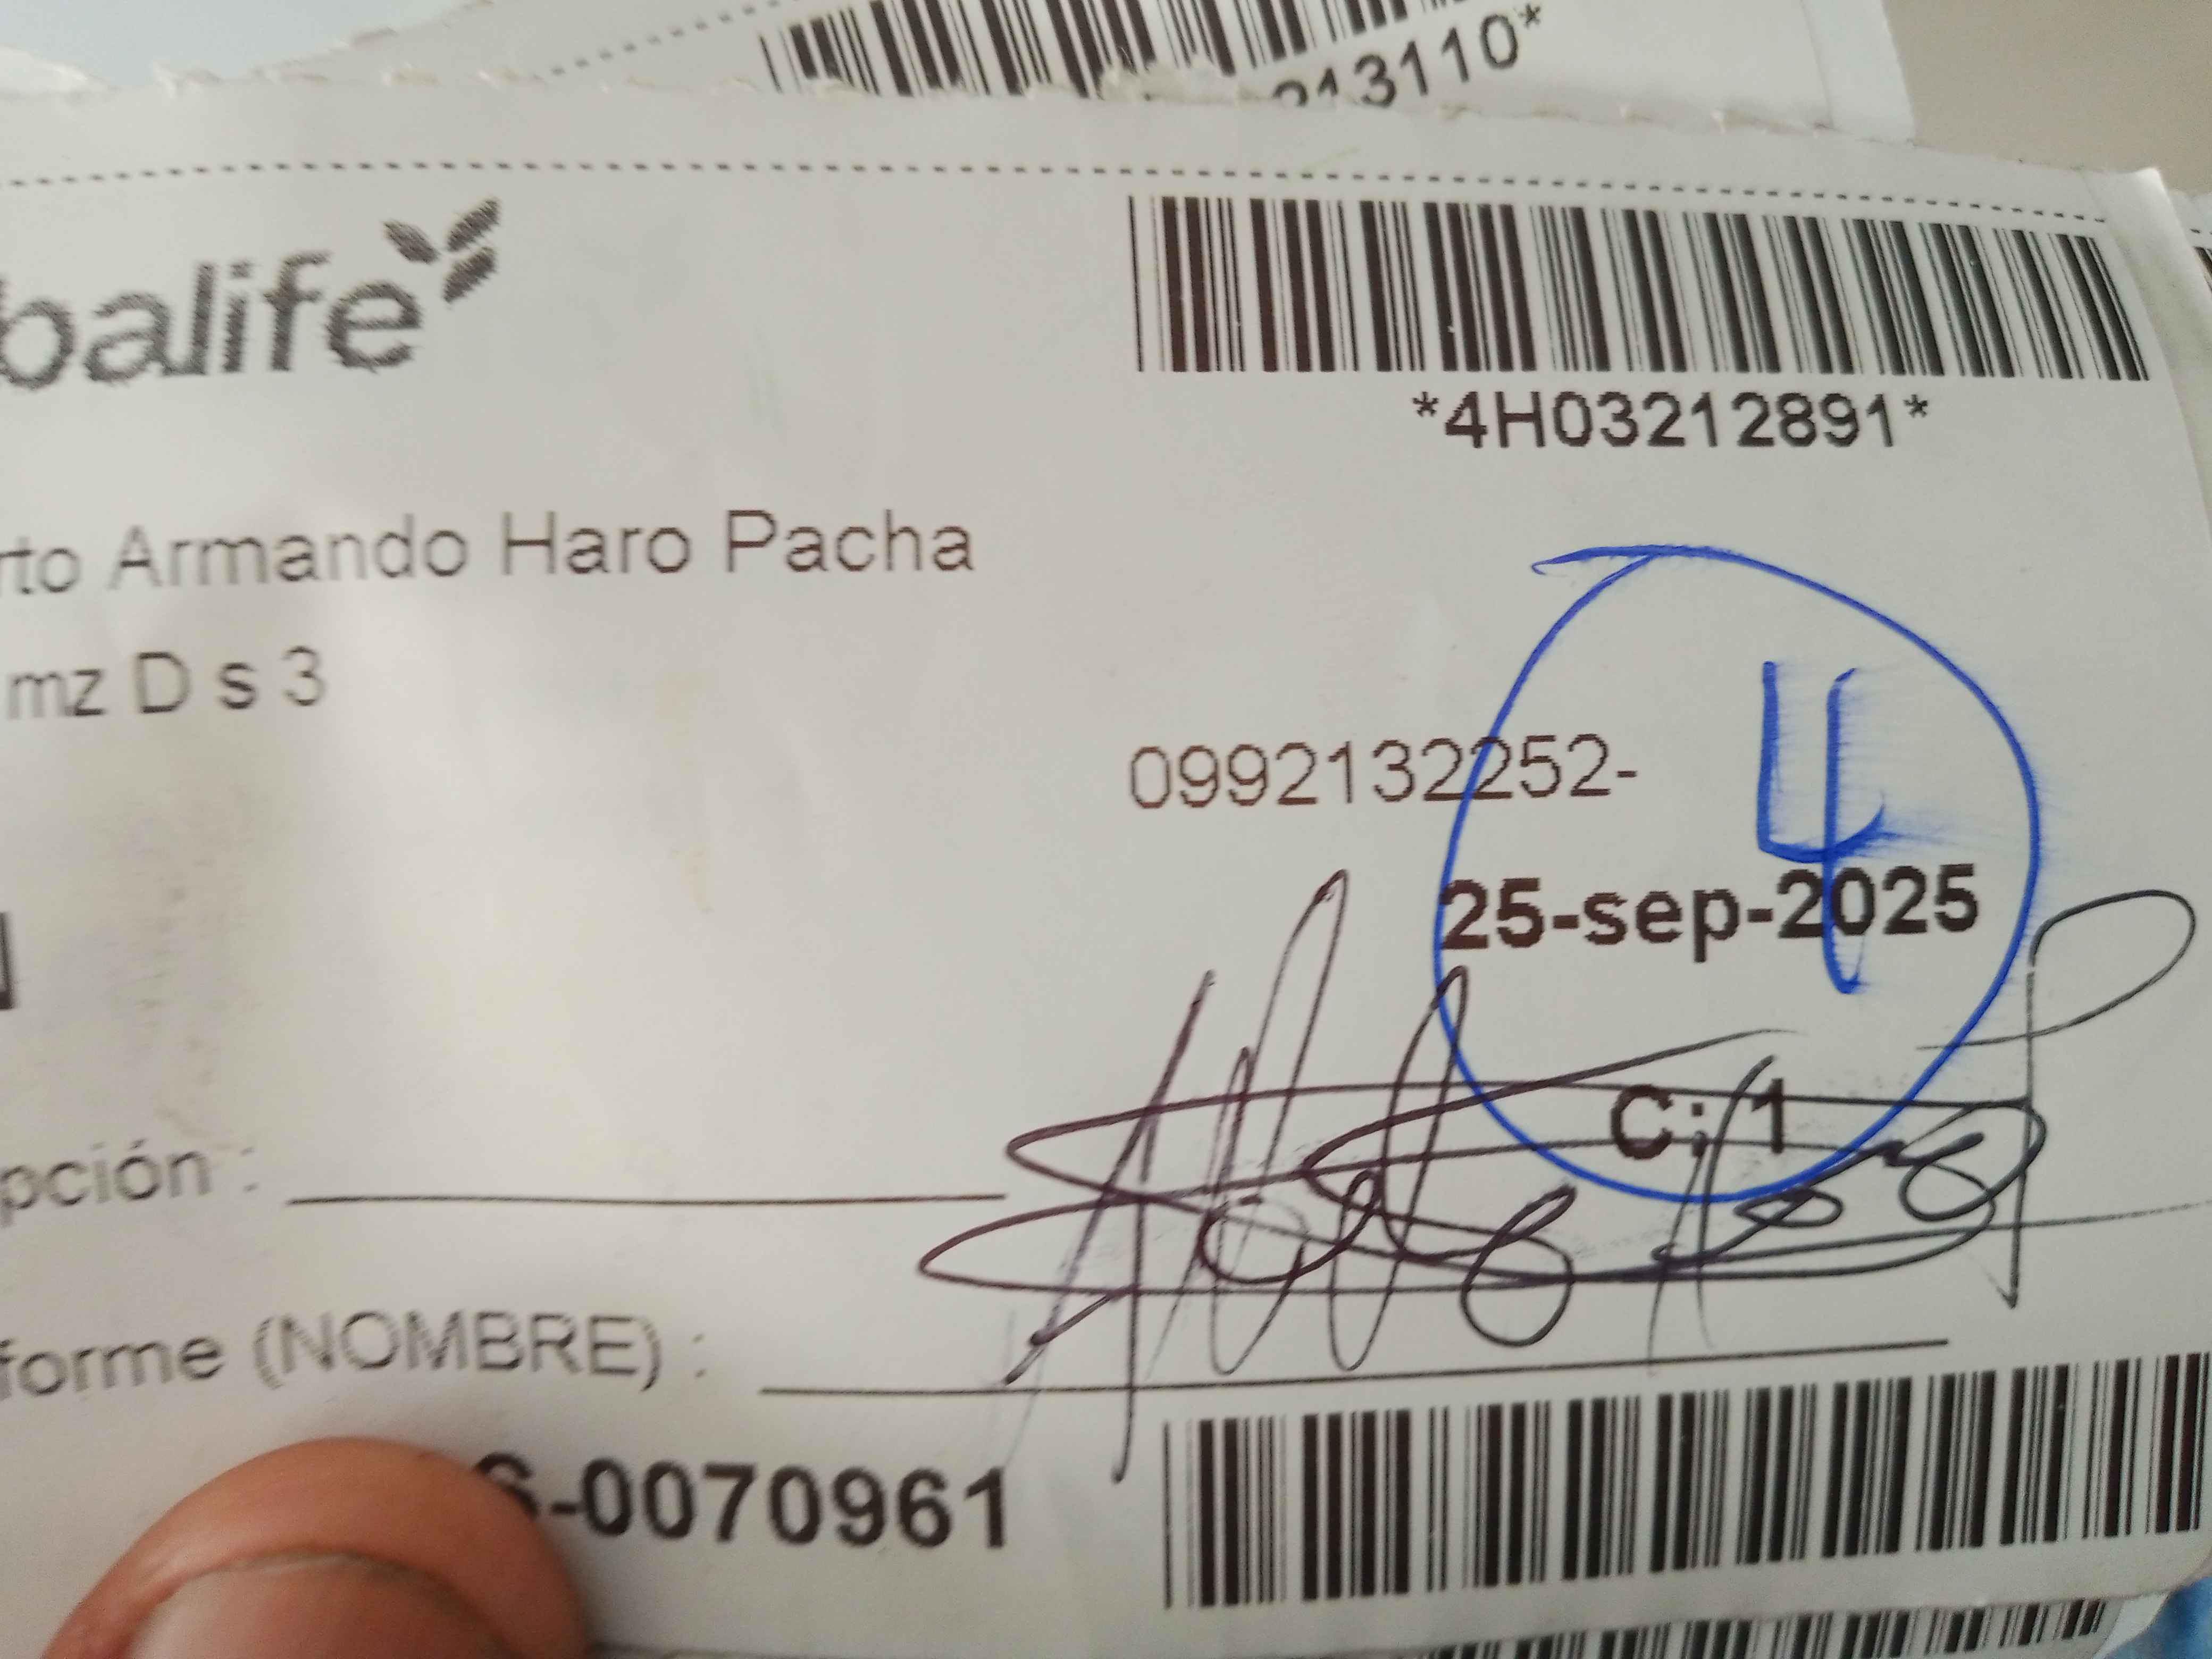 213110*
balife
*4H03212891*
rto Armando Haro Pacha
mz D s 3
0992132252-
4
25-sep-2025
C: 1
pción :
forme (NOMBRE) :
S-0070961